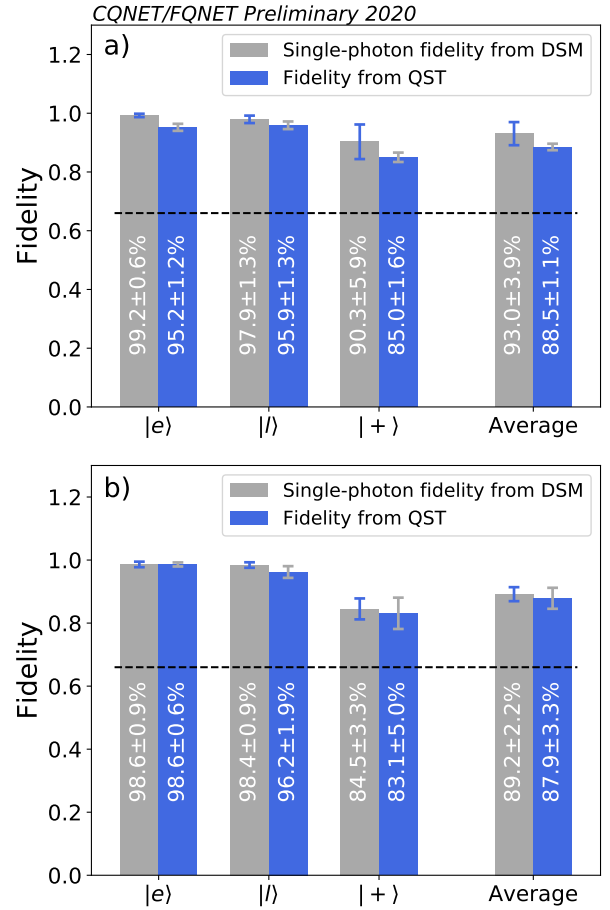 CQNET/FQNET Preliminary 2020
a)
Single-photon fidelity from DSM
Fidelity from QST
Fidelity
1.2
1.0
0.8
0.6
0.4
0.2
0.0
99.2±0.6%
95.2±1.2%
97.9±1.3%
95.9±1.3%
90.3±5.9%
85.0±1.6%
93.0±3.9%
88.5±1.1%
|e⟩ |l⟩ |+⟩ Average
b)
Single-photon fidelity from DSM
Fidelity from QST
Fidelity
1.2
1.0
0.8
0.6
0.4
0.2
0.0
98.6±0.9%
98.6±0.6%
98.4±0.9%
96.2±1.9%
84.5±3.3%
83.1±5.0%
89.2±2.2%
87.9±3.3%
|e⟩ |l⟩ |+⟩ Average